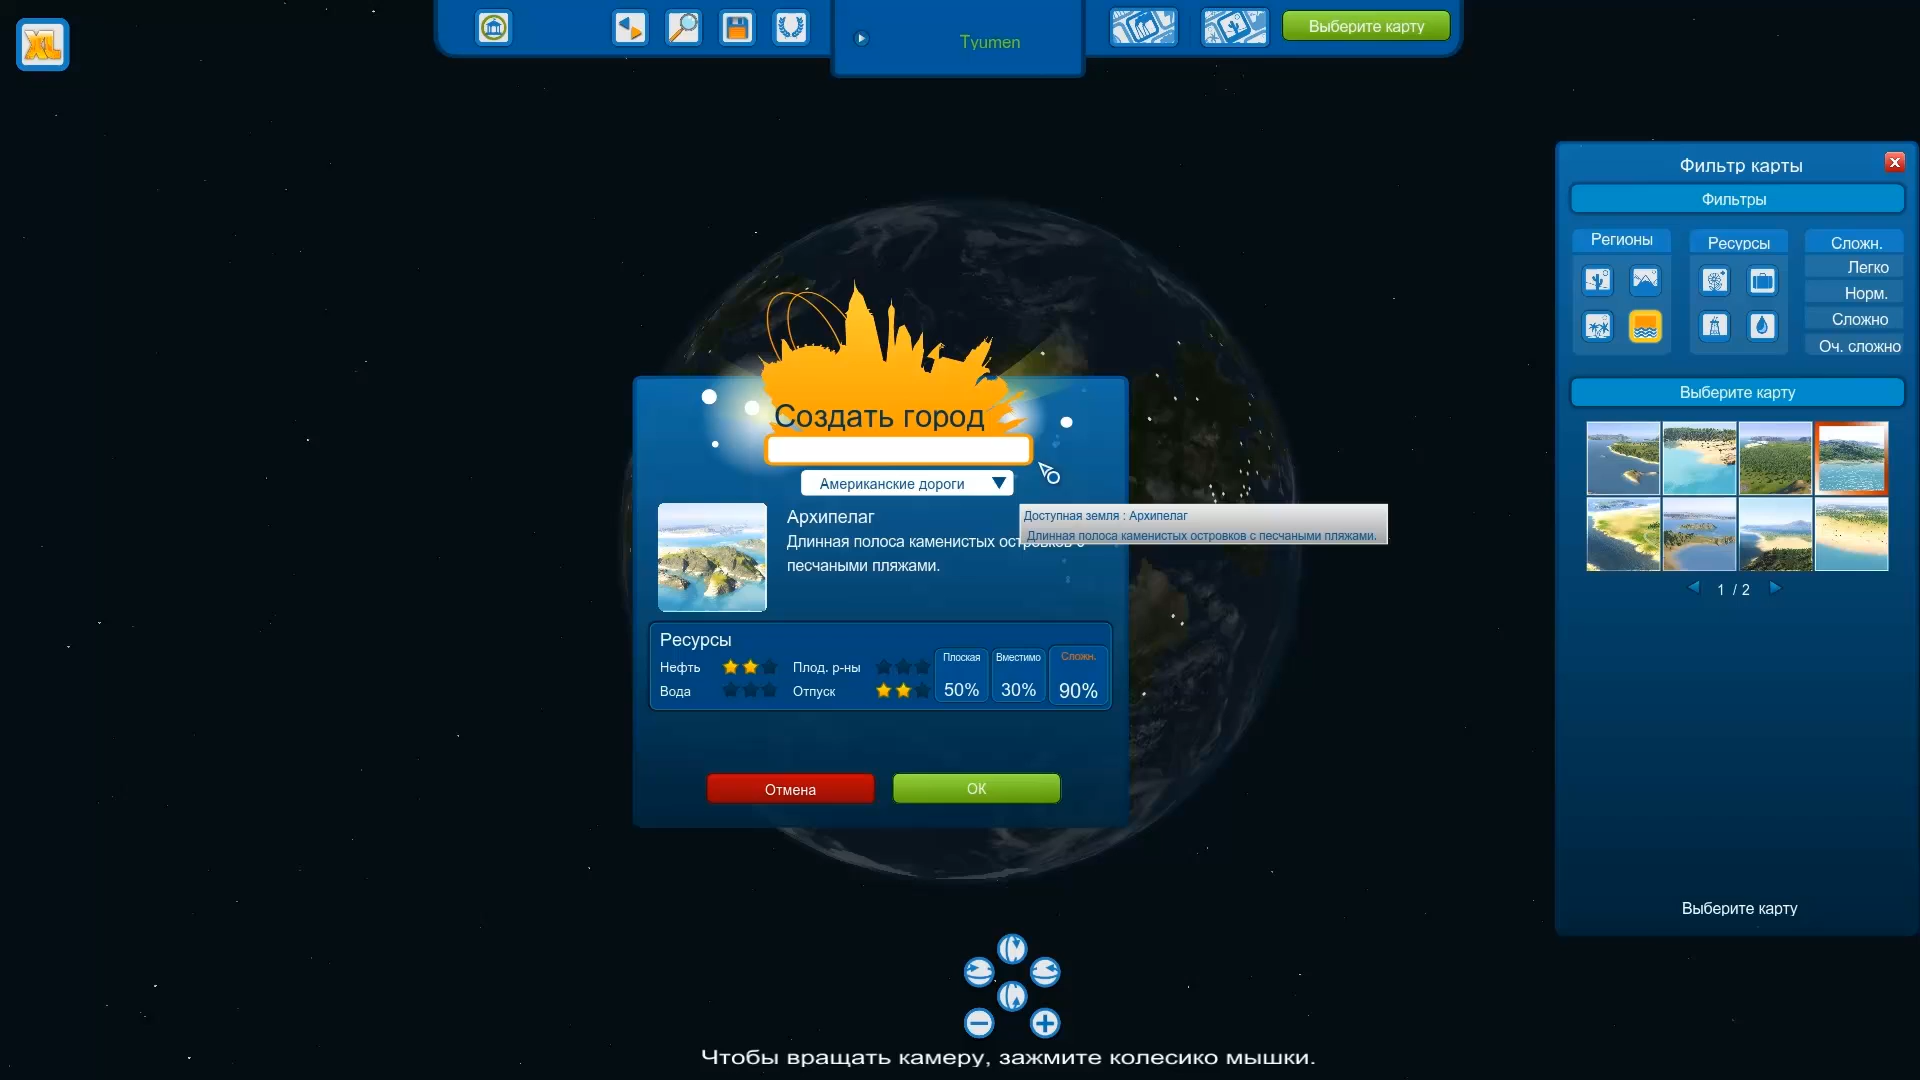 XL
Tyumen
Выберите карту
Фильтр карты
Фильтры
Регионы
Ресурсы
Сложн.
Легко
Норм.
Сложно
Оч. сложно
Выберите карту
1 / 2
Выберите карту
Создать город
Американские дороги
Архипелаг
Длинная полоса каменистых островков с
песчаными пляжами.
Доступная земля : Архипелаг
Длинная полоса каменистых островков с песчаными пляжами.
Ресурсы
Нефть
Плод. р-ны
Вода
Отпуск
Плоская
50%
Вместимо
30%
Сложн.
90%
Отмена
ОК
Чтобы вращать камеру, зажмите колесико мышки.